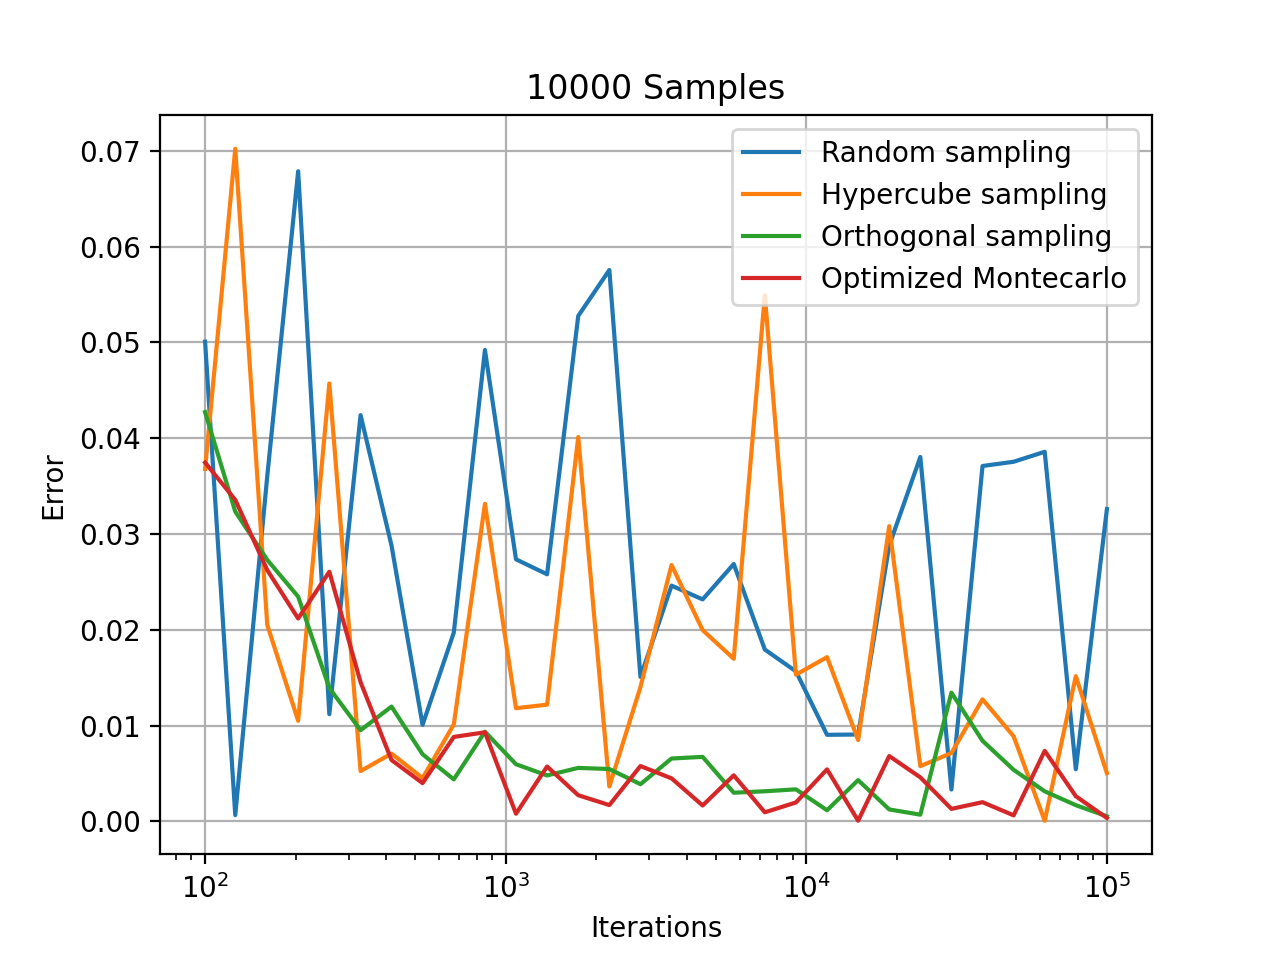 10000 Samples
Random sampling
Hypercube sampling
Orthogonal sampling
Optimized Montecarlo
0.07
0.06
0.05
0.04
0.03
0.02
0.01
0.00
Error
10² 10³ 10⁴ 10⁵
Iterations